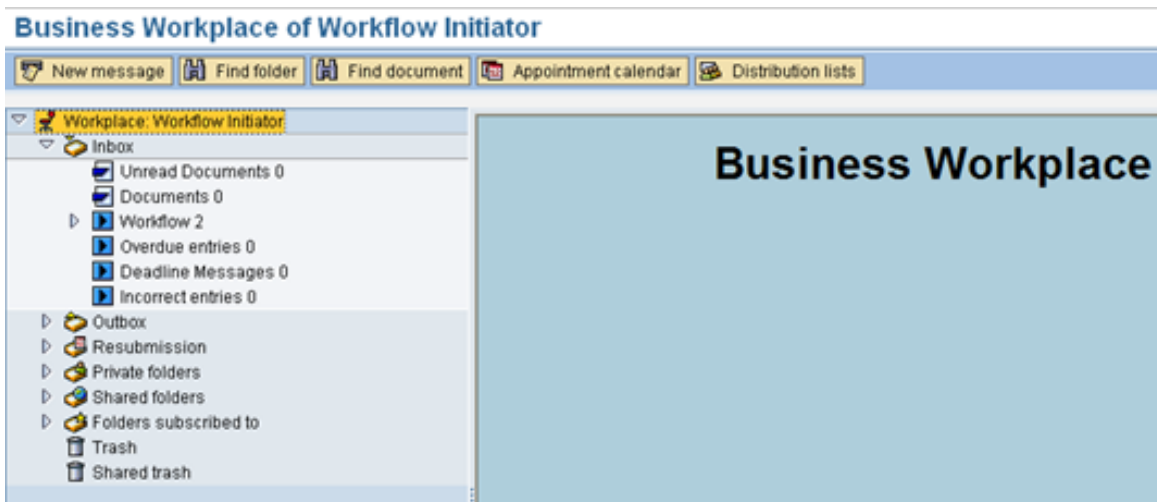 Business Workplace of Workflow Initiator
New message Find folder Find document Appointment calendar Distribution lists
Workplace: Workflow Initiator
Inbox
Unread Documents 0
Documents 0
Workflow 2
Overdue entries 0
Deadline Messages 0
Incorrect entries 0
Outbox
Resubmission
Private folders
Shared folders
Folders subscribed to
Trash
Shared trash
Business Workplace